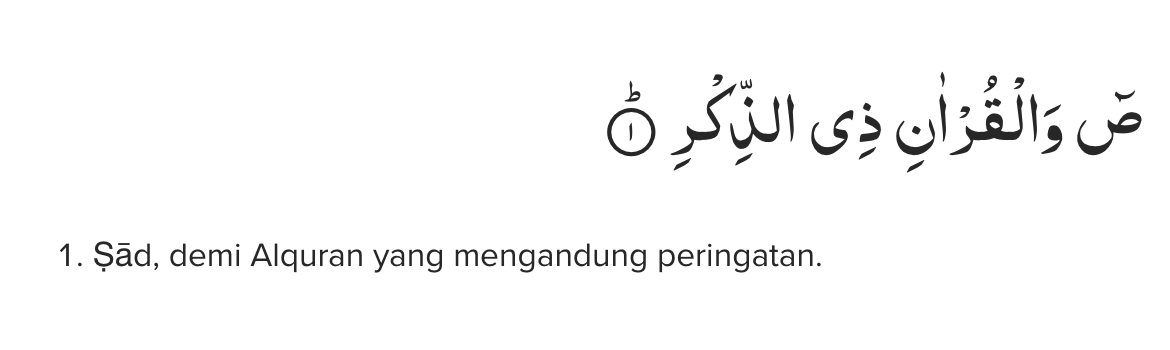 صٓ وَالْقُرْاٰنِ ذِى الذِّكْرِ ؕ ۝١
1. Ṣād, demi Alquran yang mengandung peringatan.